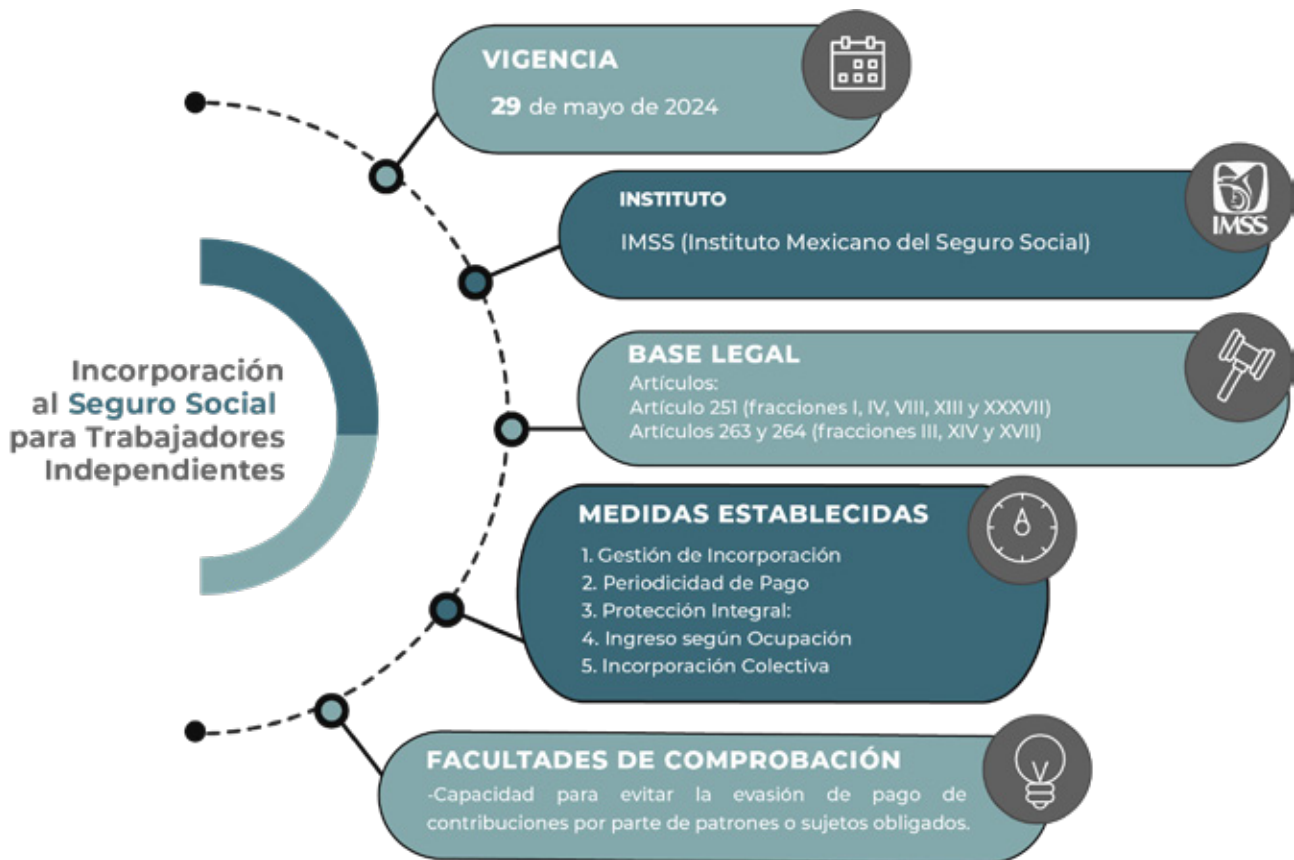 VIGENCIA
29 de mayo de 2024
INSTITUTO
IMSS (Instituto Mexicano del Seguro Social)
IMSS
BASE LEGAL
Artículos:
Artículo 251 (fracciones I, IV, VIII, XIII y XXXVII)
Artículos 263 y 264 (fracciones III, XIV y XVII)
Incorporación
al Seguro Social
para Trabajadores
Independientes
MEDIDAS ESTABLECIDAS
1. Gestión de Incorporación
2. Periodicidad de Pago
3. Protección Integral:
4. Ingreso según Ocupación
5. Incorporación Colectiva
FACULTADES DE COMPROBACIÓN
-Capacidad para evitar la evasión de pago de
contribuciones por parte de patrones o sujetos obligados.